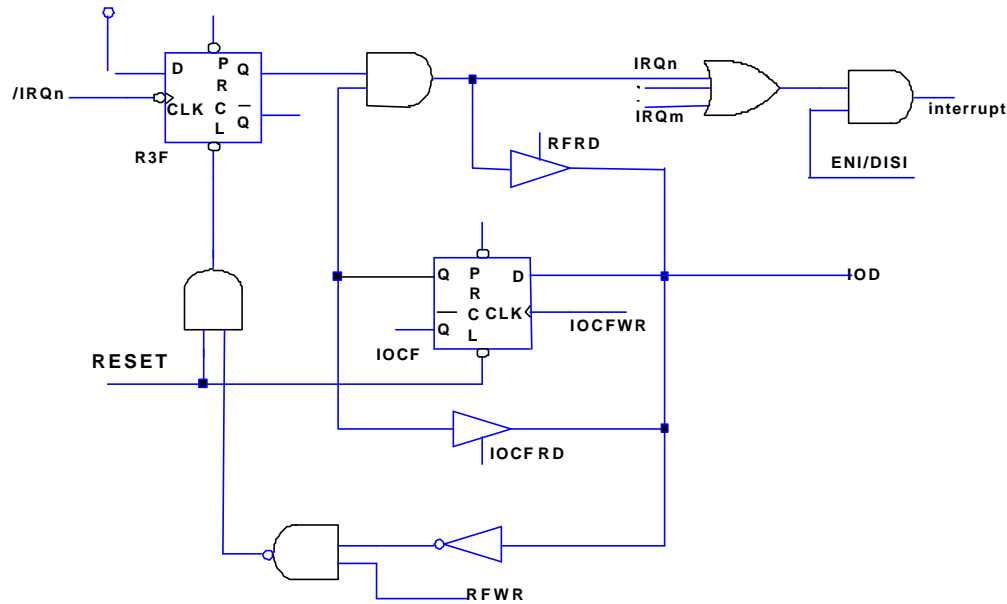 /IRQn
D
CLK
P
R
C
L
Q
Q
R3F
IRQn
IRQm
interrupt
ENI/DISI
RFRD
Q
Q
P
R
C
L
D
CLK
IOCF
IOCFWR
IOD
RESET
IOCFRD
RFWR